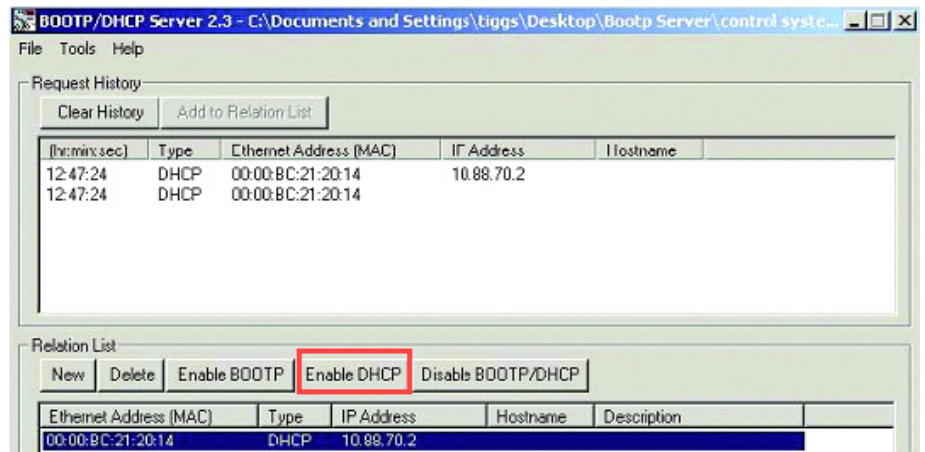 BOOTP/DHCP Server 2.3 - C:\Documents and Settings\tiggs\Desktop\Bootp Server\control syste...
File Tools Help
Request History
Clear History Add to Relation List
(hr:min:sec) Type Ethernet Address (MAC) IP Address Hostname
12:47:24 DHCP 00:00:BC:21:20:14 10.88.70.2
12:47:24 DHCP 00:00:BC:21:20:14
Relation List
New Delete Enable BOOTP Enable DHCP Disable BOOTP/DHCP
Ethernet Address (MAC) Type IP Address Hostname Description
00:00:BC:21:20:14 DHCP 10.88.70.2